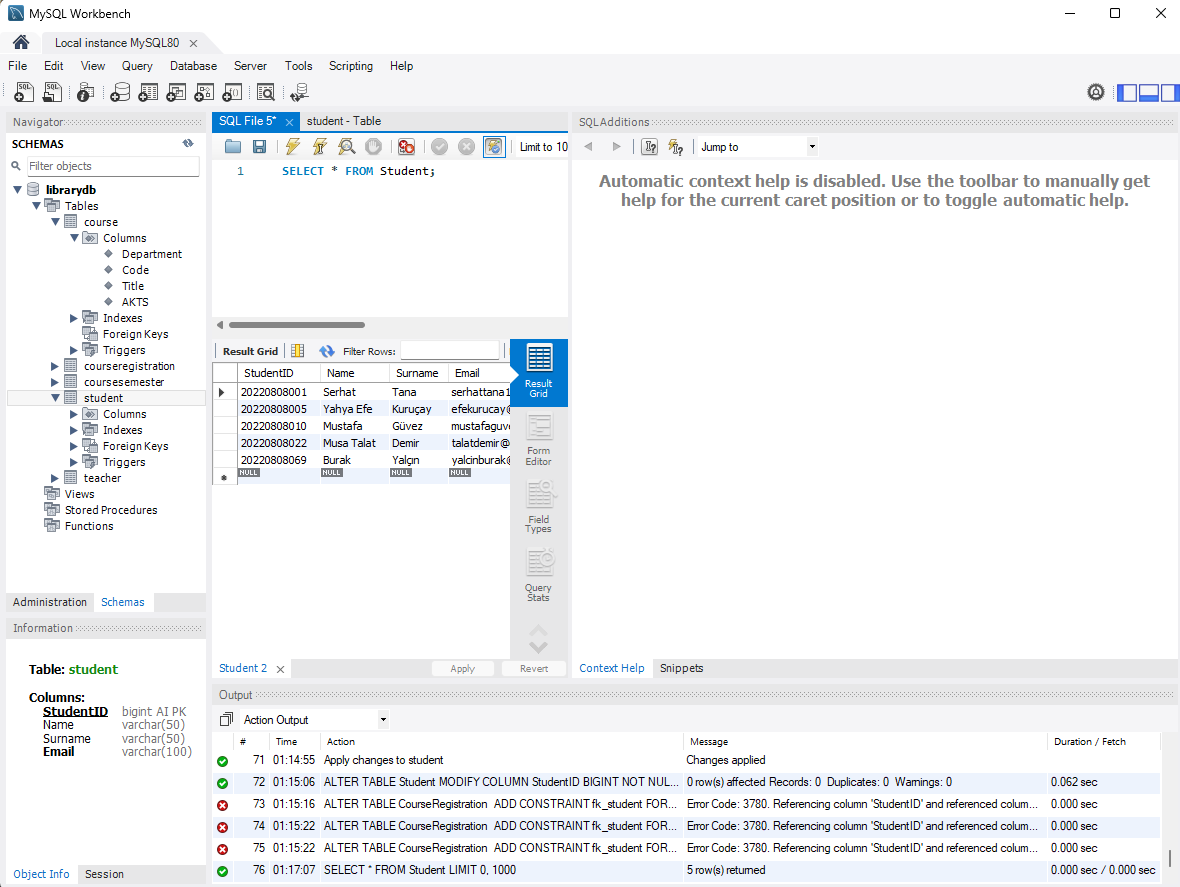 MySQL Workbench
Local instance MySQL80
File Edit View Query Database Server Tools Scripting Help
Navigator
SCHEMAS
Filter objects
librarydb
Tables
course
Columns
Department
Code
Title
AKTS
Indexes
Foreign Keys
Triggers
courseregistration
coursesemester
student
Columns
Indexes
Foreign Keys
Triggers
teacher
Views
Stored Procedures
Functions
Administration Schemas
Information
Table: student
Columns:
StudentID bigint AI PK
Name varchar(50)
Surname varchar(50)
Email varchar(100)
Object Info Session
SQL File 5* student - Table
Limit to 10
1 SELECT * FROM Student;
Result Grid Filter Rows:
StudentID Name Surname Email
20220808001 Serhat Tana serhattana1
20220808005 Yahya Efe Kuruçay efekurucay@
20220808010 Mustafa Güvez mustafaguve
20220808022 Musa Talat Demir talatdemir@
20220808069 Burak Yalçın yalcinburak@
NULL NULL NULL NULL
Result
Grid
Form
Editor
Field
Types
Query
Stats
Student 2 Apply Revert
SQLAdditions
Jump to
Automatic context help is disabled. Use the toolbar to manually get
help for the current caret position or to toggle automatic help.
Context Help Snippets
Output
Action Output
# Time Action Message Duration / Fetch
71 01:14:55 Apply changes to student Changes applied
72 01:15:06 ALTER TABLE Student MODIFY COLUMN StudentID BIGINT NOT NUL... 0 row(s) affected Records: 0 Duplicates: 0 Warnings: 0 0.062 sec
73 01:15:16 ALTER TABLE CourseRegistration ADD CONSTRAINT fk_student FOR... Error Code: 3780. Referencing column 'StudentID' and referenced colum... 0.000 sec
74 01:15:22 ALTER TABLE CourseRegistration ADD CONSTRAINT fk_student FOR... Error Code: 3780. Referencing column 'StudentID' and referenced colum... 0.000 sec
75 01:15:22 ALTER TABLE CourseRegistration ADD CONSTRAINT fk_student FOR... Error Code: 3780. Referencing column 'StudentID' and referenced colum... 0.000 sec
76 01:17:07 SELECT * FROM Student LIMIT 0, 1000 5 row(s) returned 0.000 sec / 0.000 sec